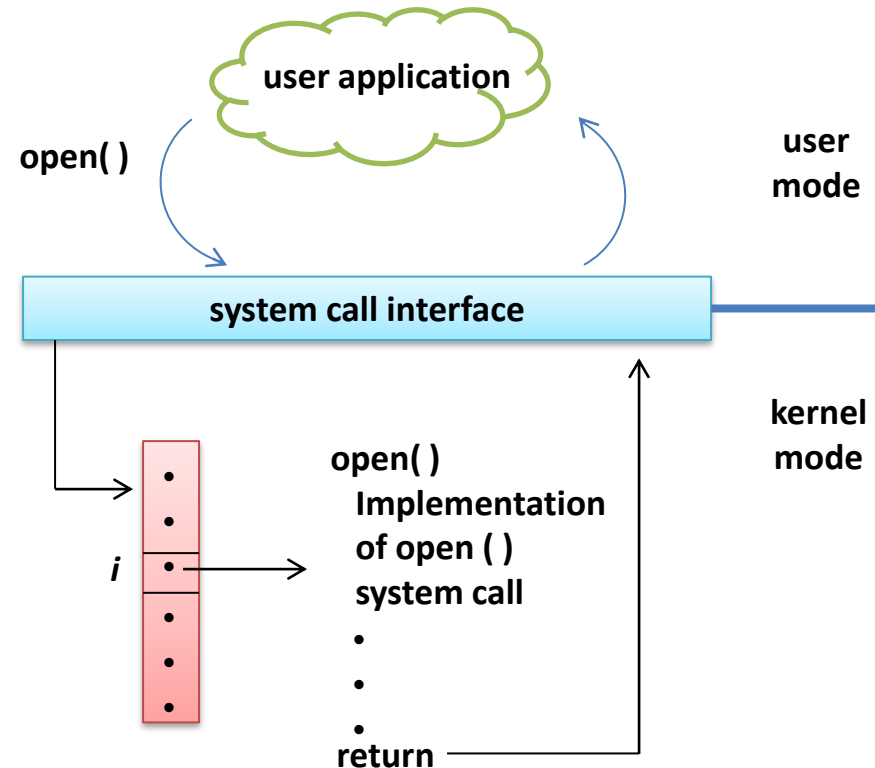 user application
open( )
user
mode
system call interface
kernel
mode
open( )
Implementation
of open ( )
system call
i
•
•
•
return